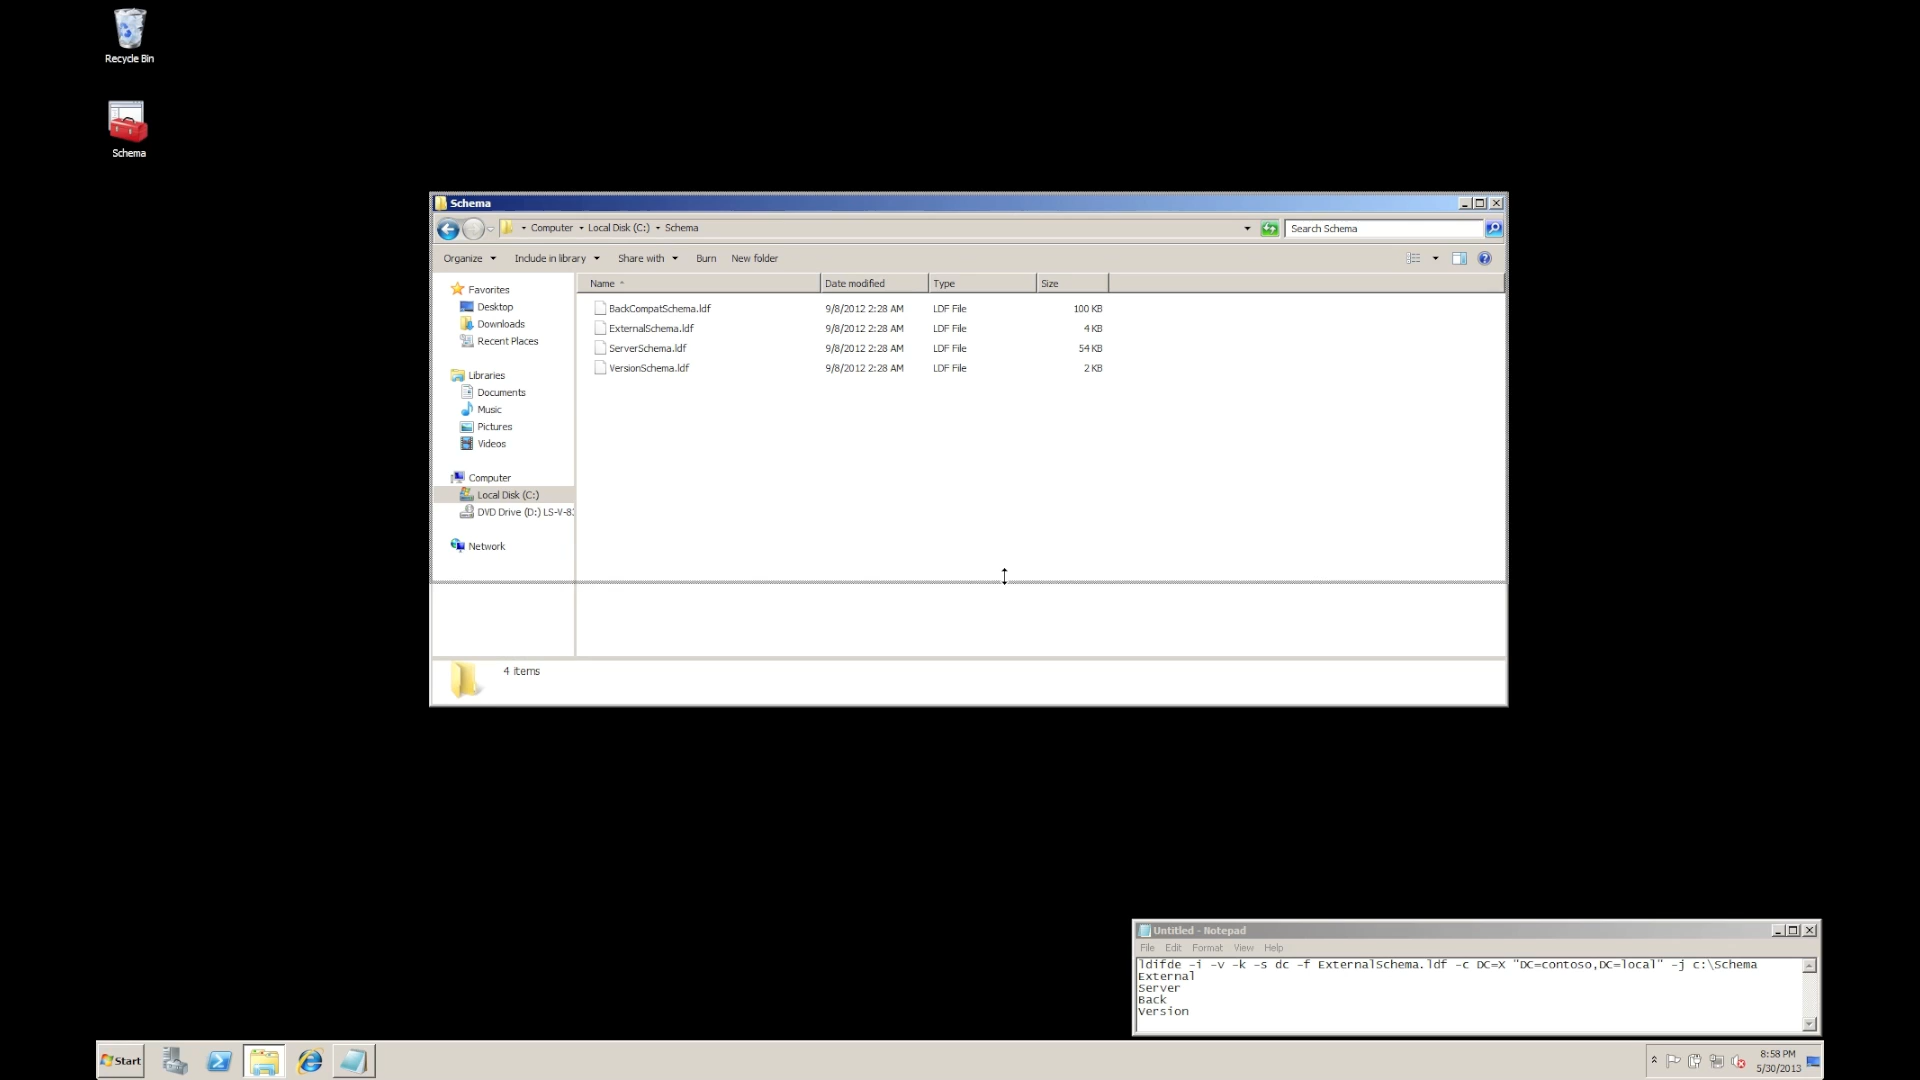 Recycle Bin
Schema
Schema
Computer Local Disk (C:) Schema
Search Schema
Organize Include in library Share with Burn New folder
Name Date modified Type Size
Favorites
Desktop
Downloads
Recent Places
Libraries
Documents
Music
Pictures
Videos
Computer
Local Disk (C:)
DVD Drive (D:) LS-V-8
Network
BackCompatSchema.ldf 9/8/2012 2:28 AM LDF File 100 KB
ExternalSchema.ldf 9/8/2012 2:28 AM LDF File 4 KB
ServerSchema.ldf 9/8/2012 2:28 AM LDF File 54 KB
VersionSchema.ldf 9/8/2012 2:28 AM LDF File 2 KB
4 items
Untitled - Notepad
File Edit Format View Help
ldifde -i -v -k -s dc -f ExternalSchema.ldf -c DC=X "DC=contoso,DC=local" -j c:\Schema
External
Server
Back
Version
Start
8:58 PM
5/30/2013